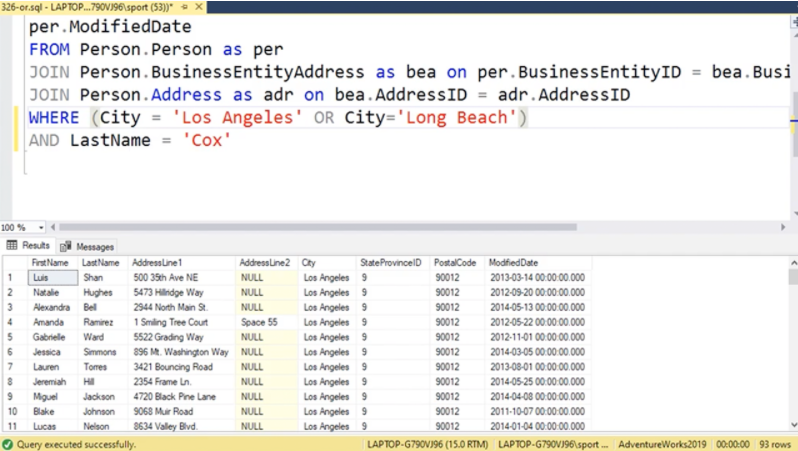 326-or.sql - LAPTOP...790VJ96\sport (53))*
per.ModifiedDate
FROM Person.Person as per
JOIN Person.BusinessEntityAddress as bea on per.BusinessEntityID = bea.Busi
JOIN Person.Address as adr on bea.AddressID = adr.AddressID
WHERE (City = 'Los Angeles' OR City='Long Beach')
AND LastName = 'Cox'
100 %
Results Messages
FirstName LastName AddressLine1 AddressLine2 City StateProvinceID PostalCode ModifiedDate
1 Luis Shan 500 35th Ave NE NULL Los Angeles 9 90012 2013-03-14 00:00:00.000
2 Natalie Hughes 5473 Hillridge Way NULL Los Angeles 9 90012 2012-09-20 00:00:00.000
3 Alexandra Bell 2944 North Main St. NULL Los Angeles 9 90012 2014-05-13 00:00:00.000
4 Amanda Ramirez 1 Smiling Tree Court Space 55 Los Angeles 9 90012 2012-05-22 00:00:00.000
5 Gabrielle Ward 5522 Grading Way NULL Los Angeles 9 90012 2012-11-01 00:00:00.000
6 Jessica Simmons 896 Mt. Washington Way NULL Los Angeles 9 90012 2014-03-05 00:00:00.000
7 Lauren Torres 3421 Bouncing Road NULL Los Angeles 9 90012 2013-08-01 00:00:00.000
8 Jeremiah Hill 2354 Frame Ln. NULL Los Angeles 9 90012 2014-05-25 00:00:00.000
9 Miguel Jackson 4720 Black Pine Lane NULL Los Angeles 9 90012 2014-04-08 00:00:00.000
10 Blake Johnson 9068 Muir Road NULL Los Angeles 9 90012 2011-10-07 00:00:00.000
11 Lucas Nelson 8634 Valley Blvd. NULL Los Angeles 9 90012 2014-01-04 00:00:00.000
Query executed successfully. LAPTOP-G790VJ96 (15.0 RTM) LAPTOP-G790VJ96\sport ... AdventureWorks2019 00:00:00 93 rows